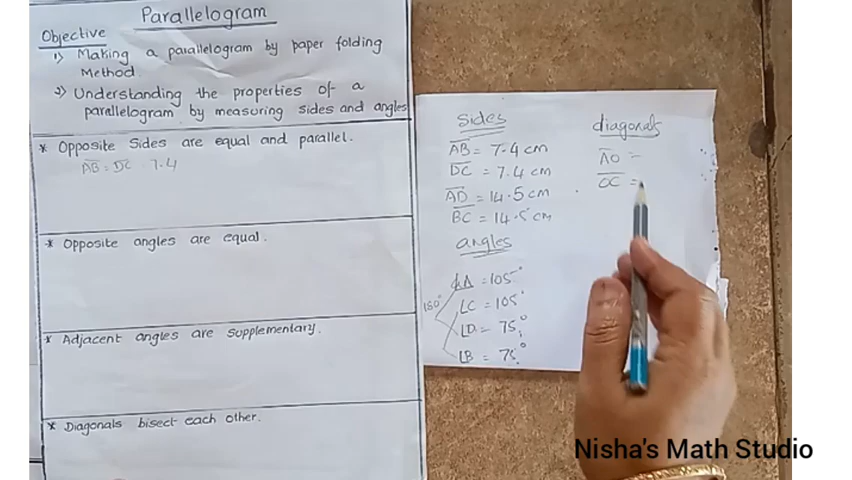 Parallelogram
Objective
1) Making a parallelogram by paper folding
Method.
2) Understanding the properties of a
parallelogram by measuring sides and angles
* Opposite Sides are equal and parallel.
AB = DC 7.4
* Opposite angles are equal.
* Adjacent angles are supplementary.
* Diagonals bisect each other.
Sides
AB = 7.4 cm
DC = 7.4 cm
AD = 14.5 cm
BC = 14.5 cm
angles
∠A = 105°
∠C = 105°
∠D = 75°
∠B = 75°
180°
diagonals
AO =
OC =
Nisha's Math Studio